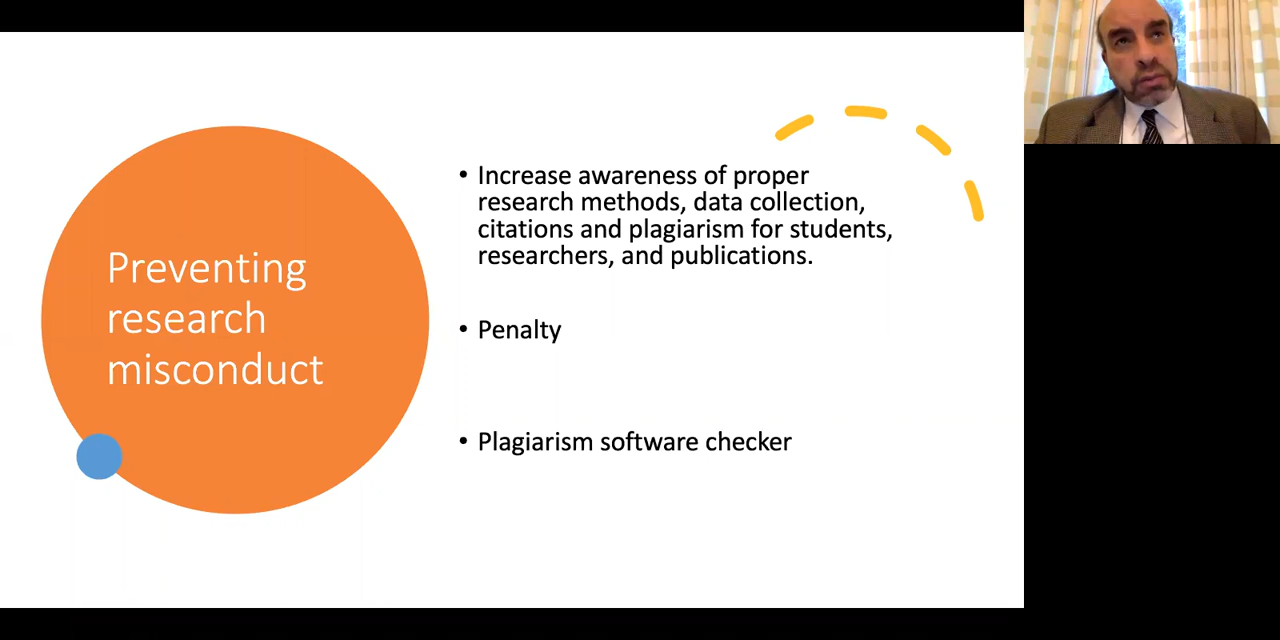 Preventing
research
misconduct
• Increase awareness of proper
research methods, data collection,
citations and plagiarism for students,
researchers, and publications.
• Penalty
• Plagiarism software checker